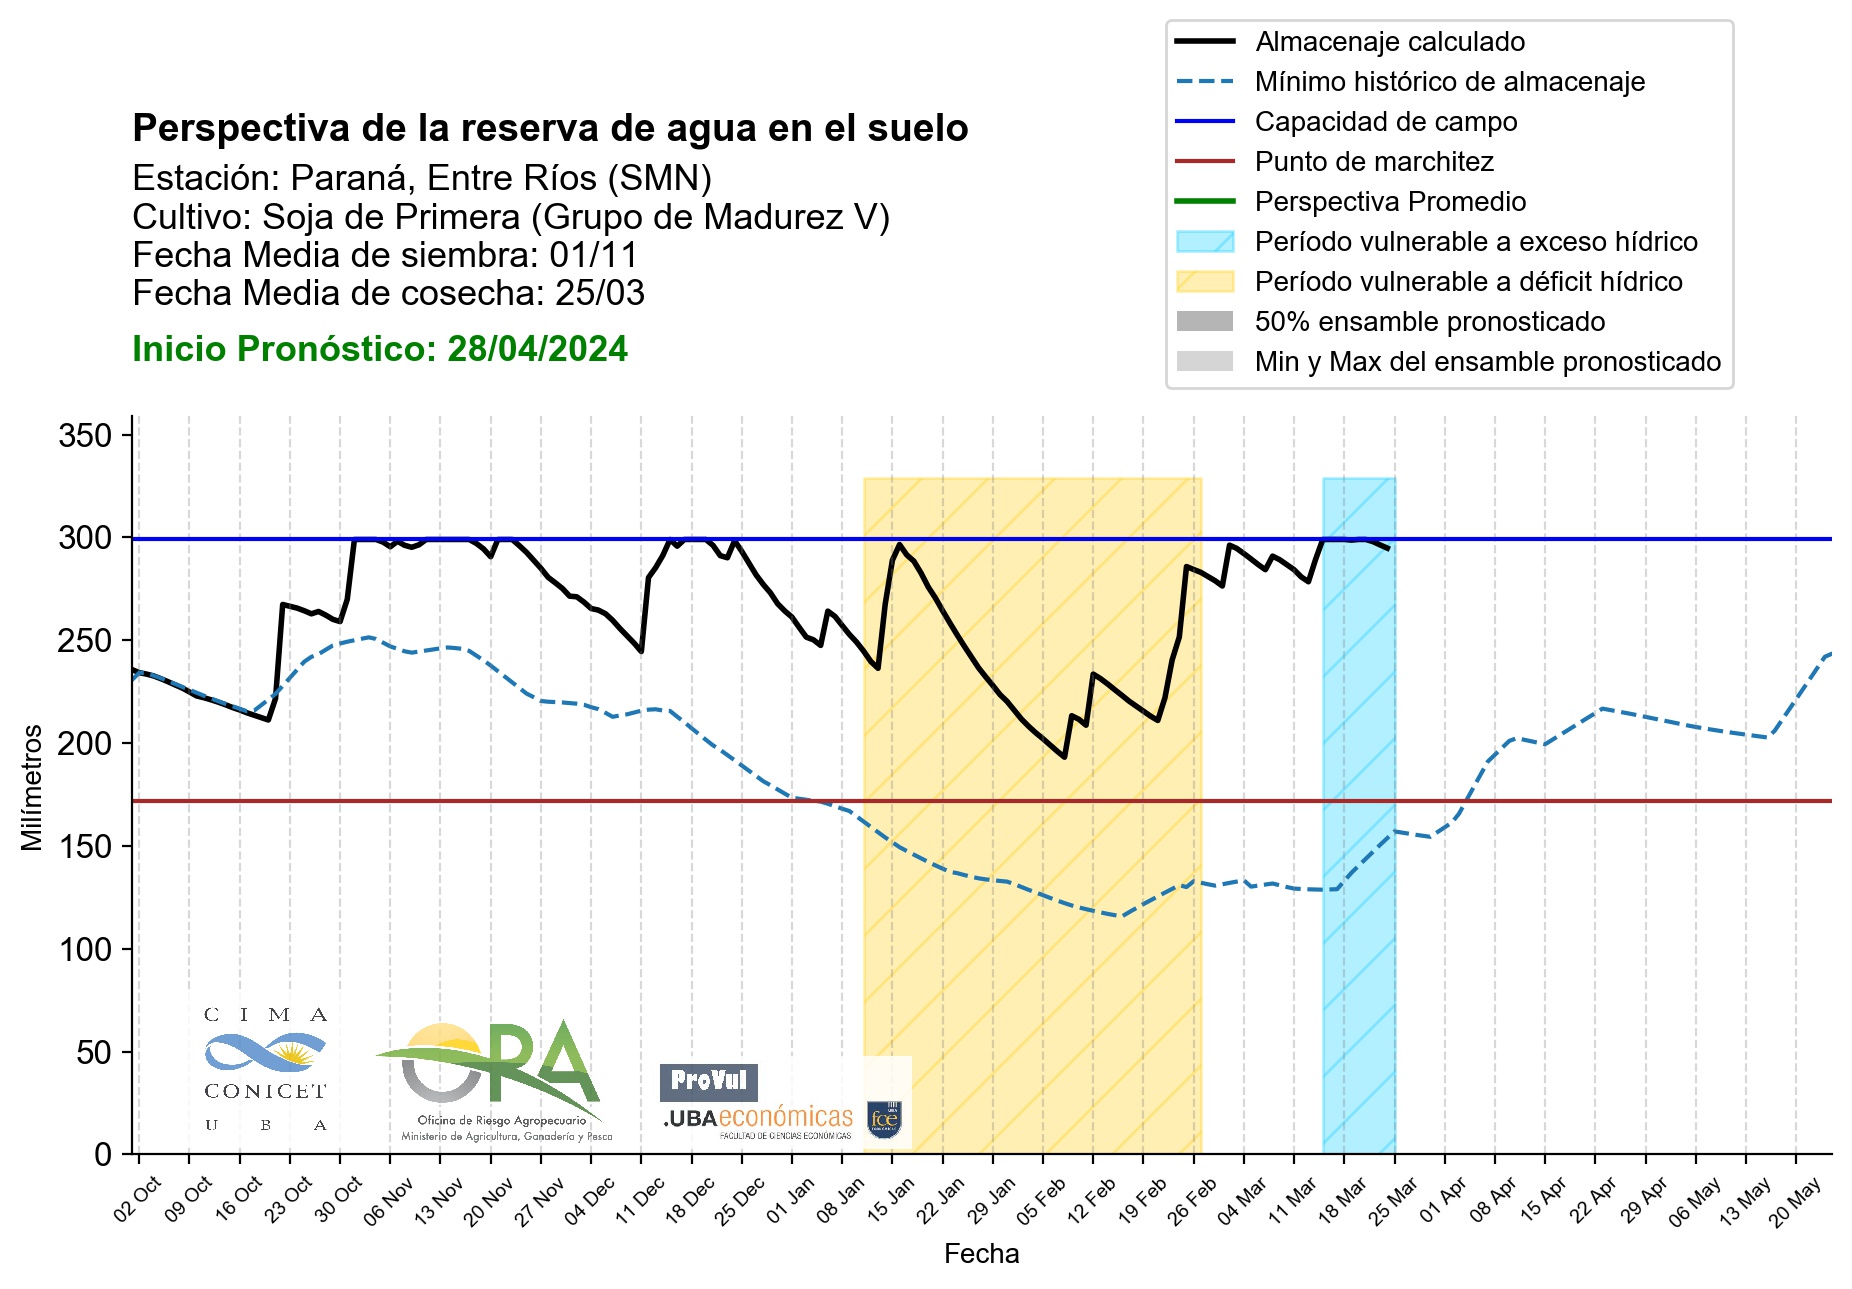 Almacenaje calculado
Mínimo histórico de almacenaje
Capacidad de campo
Punto de marchitez
Perspectiva Promedio
Período vulnerable a exceso hídrico
Período vulnerable a déficit hídrico
50% ensamble pronosticado
Min y Max del ensamble pronosticado
Perspectiva de la reserva de agua en el suelo
Estación: Paraná, Entre Ríos (SMN)
Cultivo: Soja de Primera (Grupo de Madurez V)
Fecha Media de siembra: 01/11
Fecha Media de cosecha: 25/03
Inicio Pronóstico: 28/04/2024
350
300
250
200
150
100
50
0
Milímetros
CIMA
CONICET
UBA
ORA
Oficina de Riesgo Agropecuario
Ministerio de Agricultura, Ganadería y Pesca
ProVul
.UBAeconómicas
FACULTAD DE CIENCIAS ECONÓMICAS
UBA
fce
ECONÓMICAS
02 Oct
09 Oct
16 Oct
23 Oct
30 Oct
06 Nov
13 Nov
20 Nov
27 Nov
04 Dec
11 Dec
18 Dec
25 Dec
01 Jan
08 Jan
15 Jan
22 Jan
29 Jan
05 Feb
12 Feb
19 Feb
26 Feb
04 Mar
11 Mar
18 Mar
25 Mar
01 Apr
08 Apr
15 Apr
22 Apr
29 Apr
06 May
13 May
20 May
Fecha